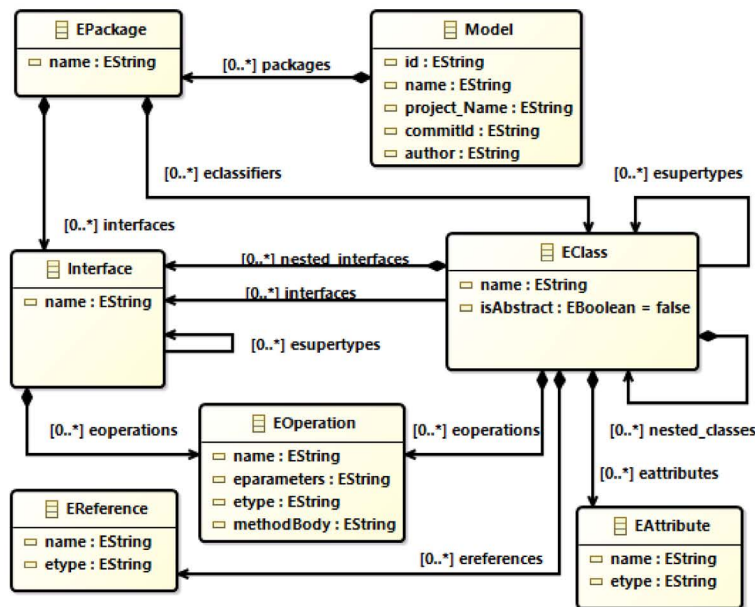 EPackage
name : EString
Model
id : EString
name : EString
project_Name : EString
commitId : EString
author : EString
[0..*] packages
[0..*] eclassifiers
[0..*] esupertypes
[0..*] interfaces
Interface
name : EString
[0..*] nested_interfaces
[0..*] interfaces
[0..*] esupertypes
EClass
name : EString
isAbstract : EBoolean = false
[0..*] eoperations
EOperation
name : EString
eparameters : EString
etype : EString
methodBody : EString
[0..*] eoperations
[0..*] nested_classes
[0..*] eattributes
EReference
name : EString
etype : EString
[0..*] ereferences
EAttribute
name : EString
etype : EString